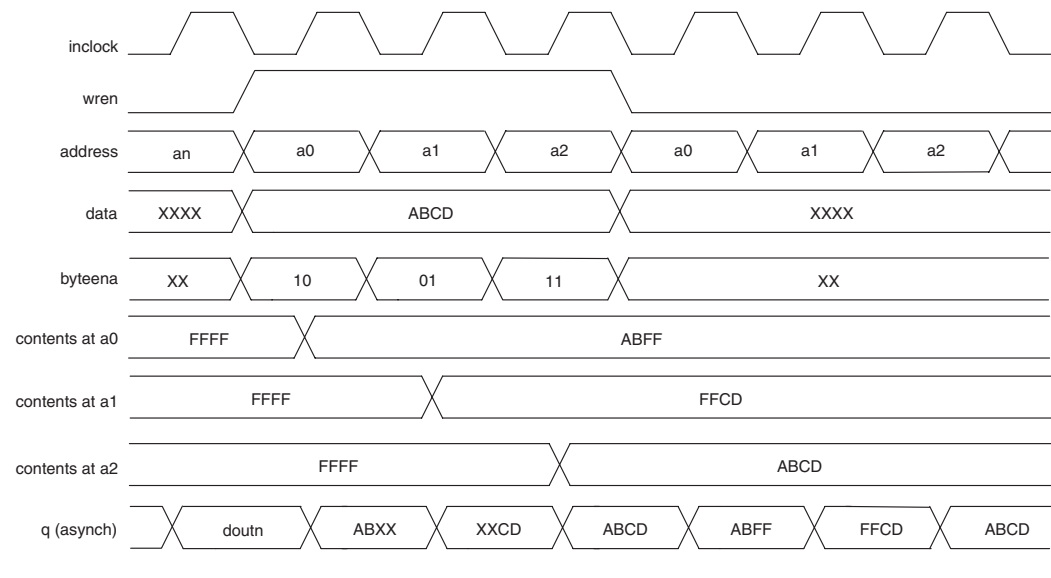 inclock
wren
address an a0 a1 a2 a0 a1 a2
data XXXX ABCD XXXX
byteena XX 10 01 11 XX
contents at a0 FFFF ABFF
contents at a1 FFFF FFCD
contents at a2 FFFF ABCD
q (asynch) doutn ABXX XXCD ABCD ABFF FFCD ABCD